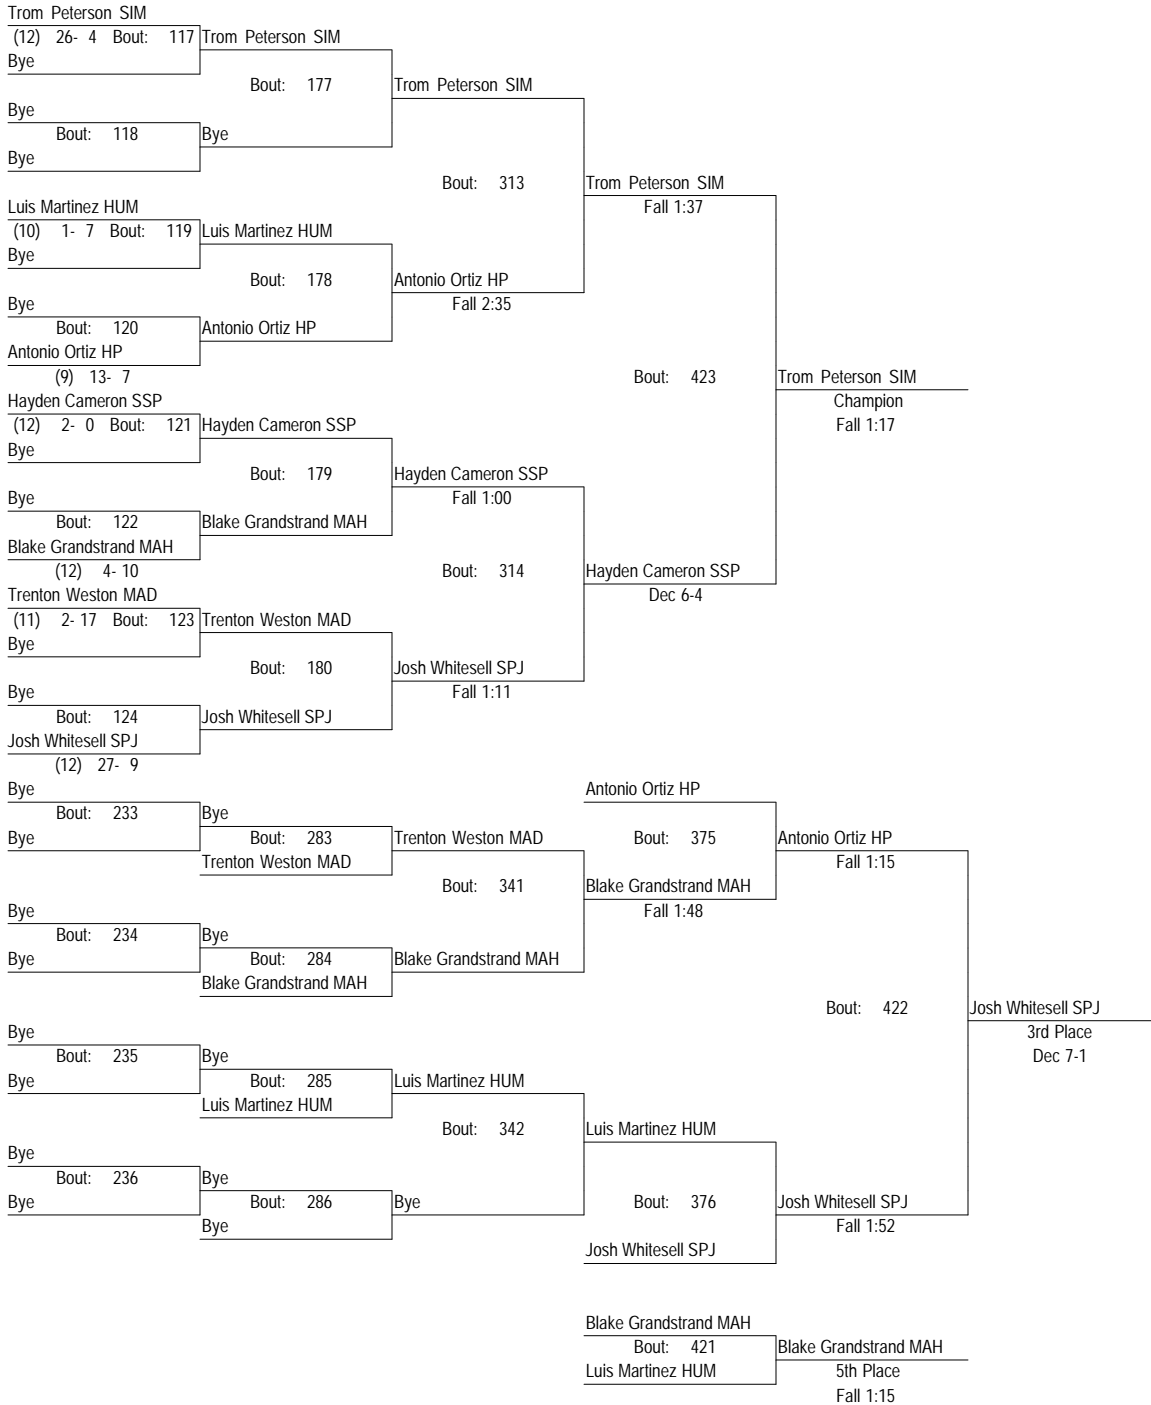 Trom Peterson SIM
(12) 26- 4 Bout: 117 Trom Peterson SIM
Bye
Bout: 177 Trom Peterson SIM
Bye
Bout: 118 Bye
Bye
Bout: 313 Trom Peterson SIM
Fall 1:37
Luis Martinez HUM
(10) 1- 7 Bout: 119 Luis Martinez HUM
Bye
Bout: 178 Antonio Ortiz HP
Bye
Fall 2:35
Bout: 120 Antonio Ortiz HP
Antonio Ortiz HP
(9) 13- 7
Bout: 423 Trom Peterson SIM
Hayden Cameron SSP
Champion
(12) 2- 0 Bout: 121 Hayden Cameron SSP
Fall 1:17
Bye
Bout: 179 Hayden Cameron SSP
Bye
Fall 1:00
Bout: 122 Blake Grandstrand MAH
Blake Grandstrand MAH
(12) 4- 10
Bout: 314 Hayden Cameron SSP
Trenton Weston MAD
Dec 6-4
(11) 2- 17 Bout: 123 Trenton Weston MAD
Bye
Bout: 180 Josh Whitesell SPJ
Bye
Fall 1:11
Bout: 124 Josh Whitesell SPJ
Josh Whitesell SPJ
(12) 27- 9
Bye
Antonio Ortiz HP
Bout: 233 Bye
Bye
Bout: 283 Trenton Weston MAD
Bout: 375 Antonio Ortiz HP
Trenton Weston MAD
Fall 1:15
Bout: 341 Blake Grandstrand MAH
Bye
Fall 1:48
Bout: 234 Bye
Bye
Bout: 284 Blake Grandstrand MAH
Blake Grandstrand MAH
Bout: 422 Josh Whitesell SPJ
Bye
3rd Place
Bout: 235 Bye
Dec 7-1
Bye
Bout: 285 Luis Martinez HUM
Luis Martinez HUM
Bout: 342 Luis Martinez HUM
Bye
Bout: 236 Bye
Bye
Bout: 286 Bye
Bout: 376 Josh Whitesell SPJ
Bye
Fall 1:52
Josh Whitesell SPJ
Blake Grandstrand MAH
Bout: 421 Blake Grandstrand MAH
Luis Martinez HUM
5th Place
Fall 1:15